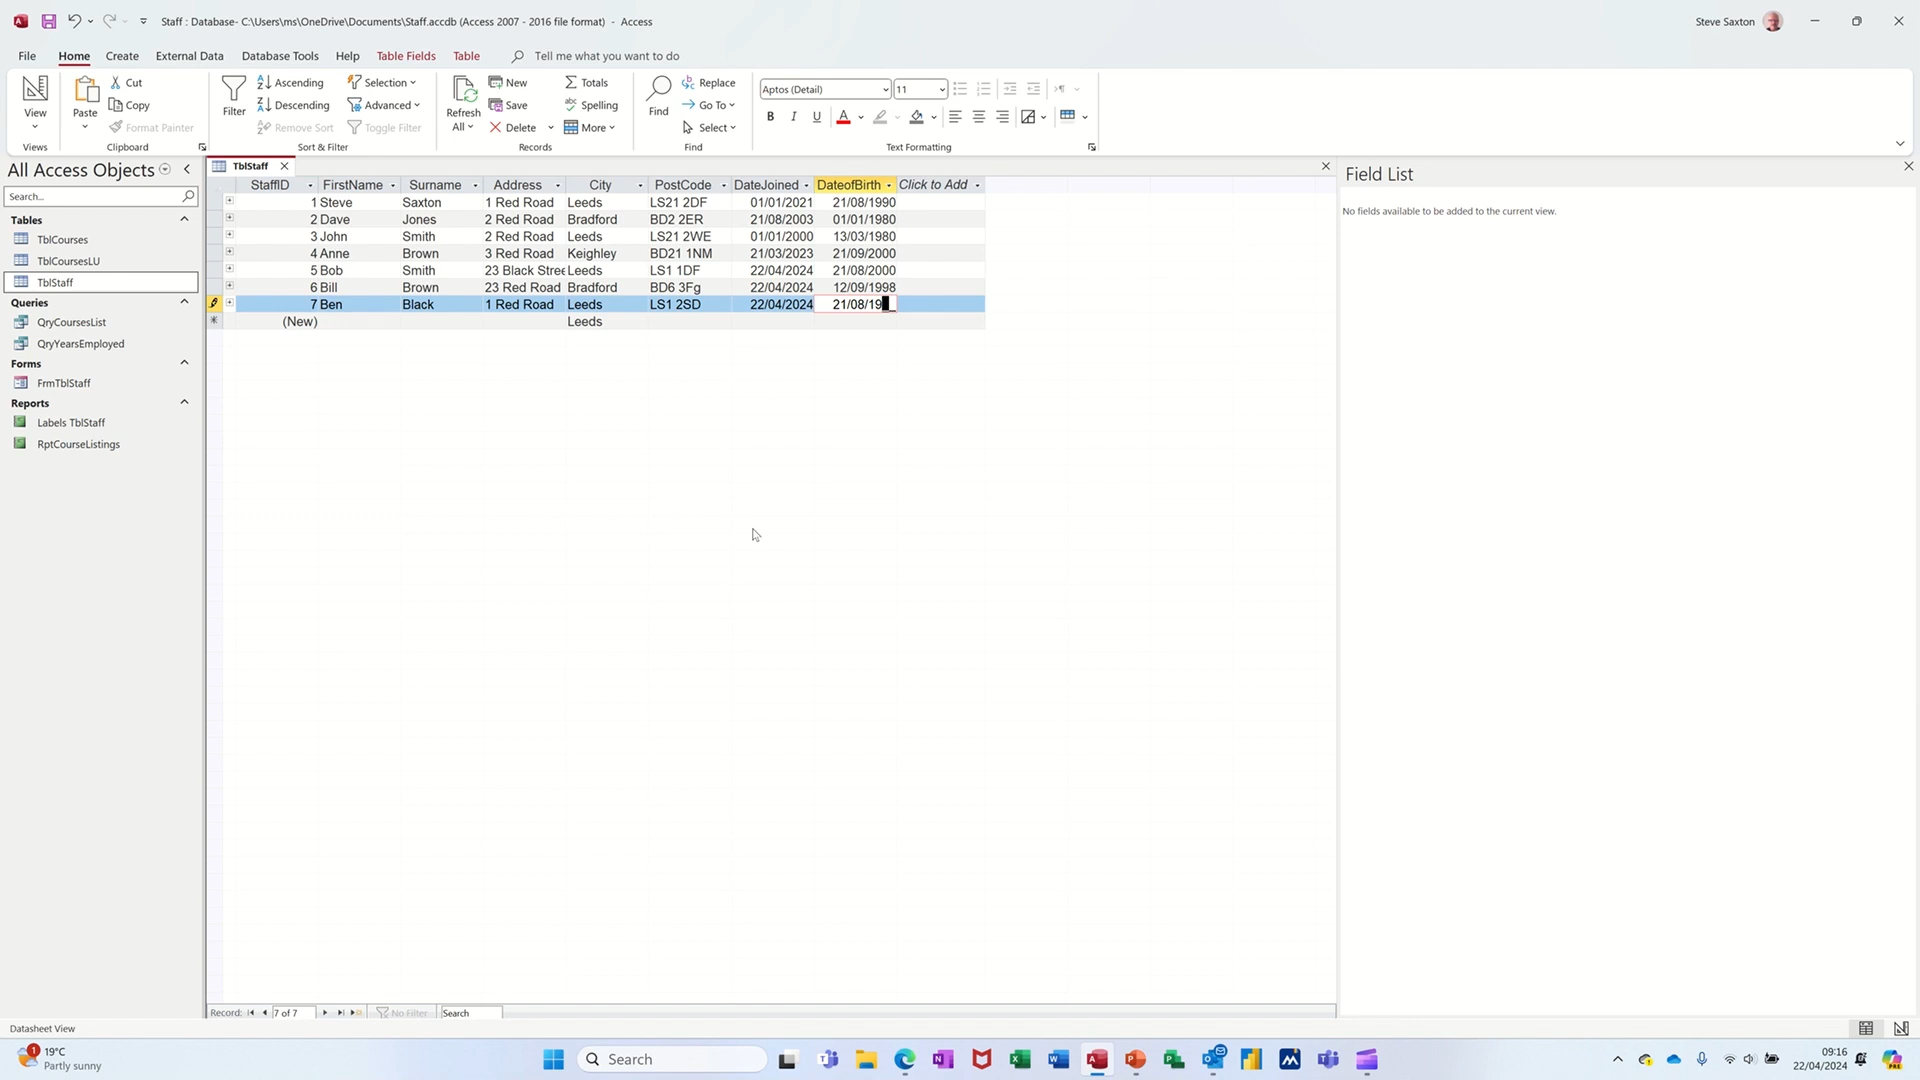 Staff : Database- C:\Users\ms\OneDrive\Documents\Staff.accdb (Access 2007 - 2016 file format) - Access
Steve Saxton
File Home Create External Data Database Tools Help Table Fields Table Tell me what you want to do
View
Views
Paste
Cut
Copy
Format Painter
Clipboard
Filter
Ascending
Descending
Remove Sort
Selection
Advanced
Toggle Filter
Sort & Filter
Refresh
All
New
Save
Delete
Totals
Spelling
More
Records
Find
Replace
Go To
Select
Find
Aptos (Detail) 11
B I U A
Text Formatting
All Access Objects
Search...
Tables
TblCourses
TblCoursesLU
TblStaff
Queries
QryCoursesList
QryYearsEmployed
Forms
FrmTblStaff
Reports
Labels TblStaff
RptCourseListings
TblStaff
StaffID FirstName Surname Address City PostCode DateJoined DateofBirth Click to Add
1 Steve Saxton 1 Red Road Leeds LS21 2DF 01/01/2021 21/08/1990
2 Dave Jones 2 Red Road Bradford BD2 2ER 21/08/2003 01/01/1980
3 John Smith 2 Red Road Leeds LS21 2WE 01/01/2000 13/03/1980
4 Anne Brown 3 Red Road Keighley BD21 1NM 21/03/2023 21/09/2000
5 Bob Smith 23 Black Stree Leeds LS1 1DF 22/04/2024 21/08/2000
6 Bill Brown 23 Red Road Bradford BD6 3Fg 22/04/2024 12/09/1998
7 Ben Black 1 Red Road Leeds LS1 2SD 22/04/2024 21/08/19_
(New) Leeds
Field List
No fields available to be added to the current view.
Record: 7 of 7 No Filter Search
Datasheet View
1
19°C
Partly sunny
Search
09:16
22/04/2024
PRE